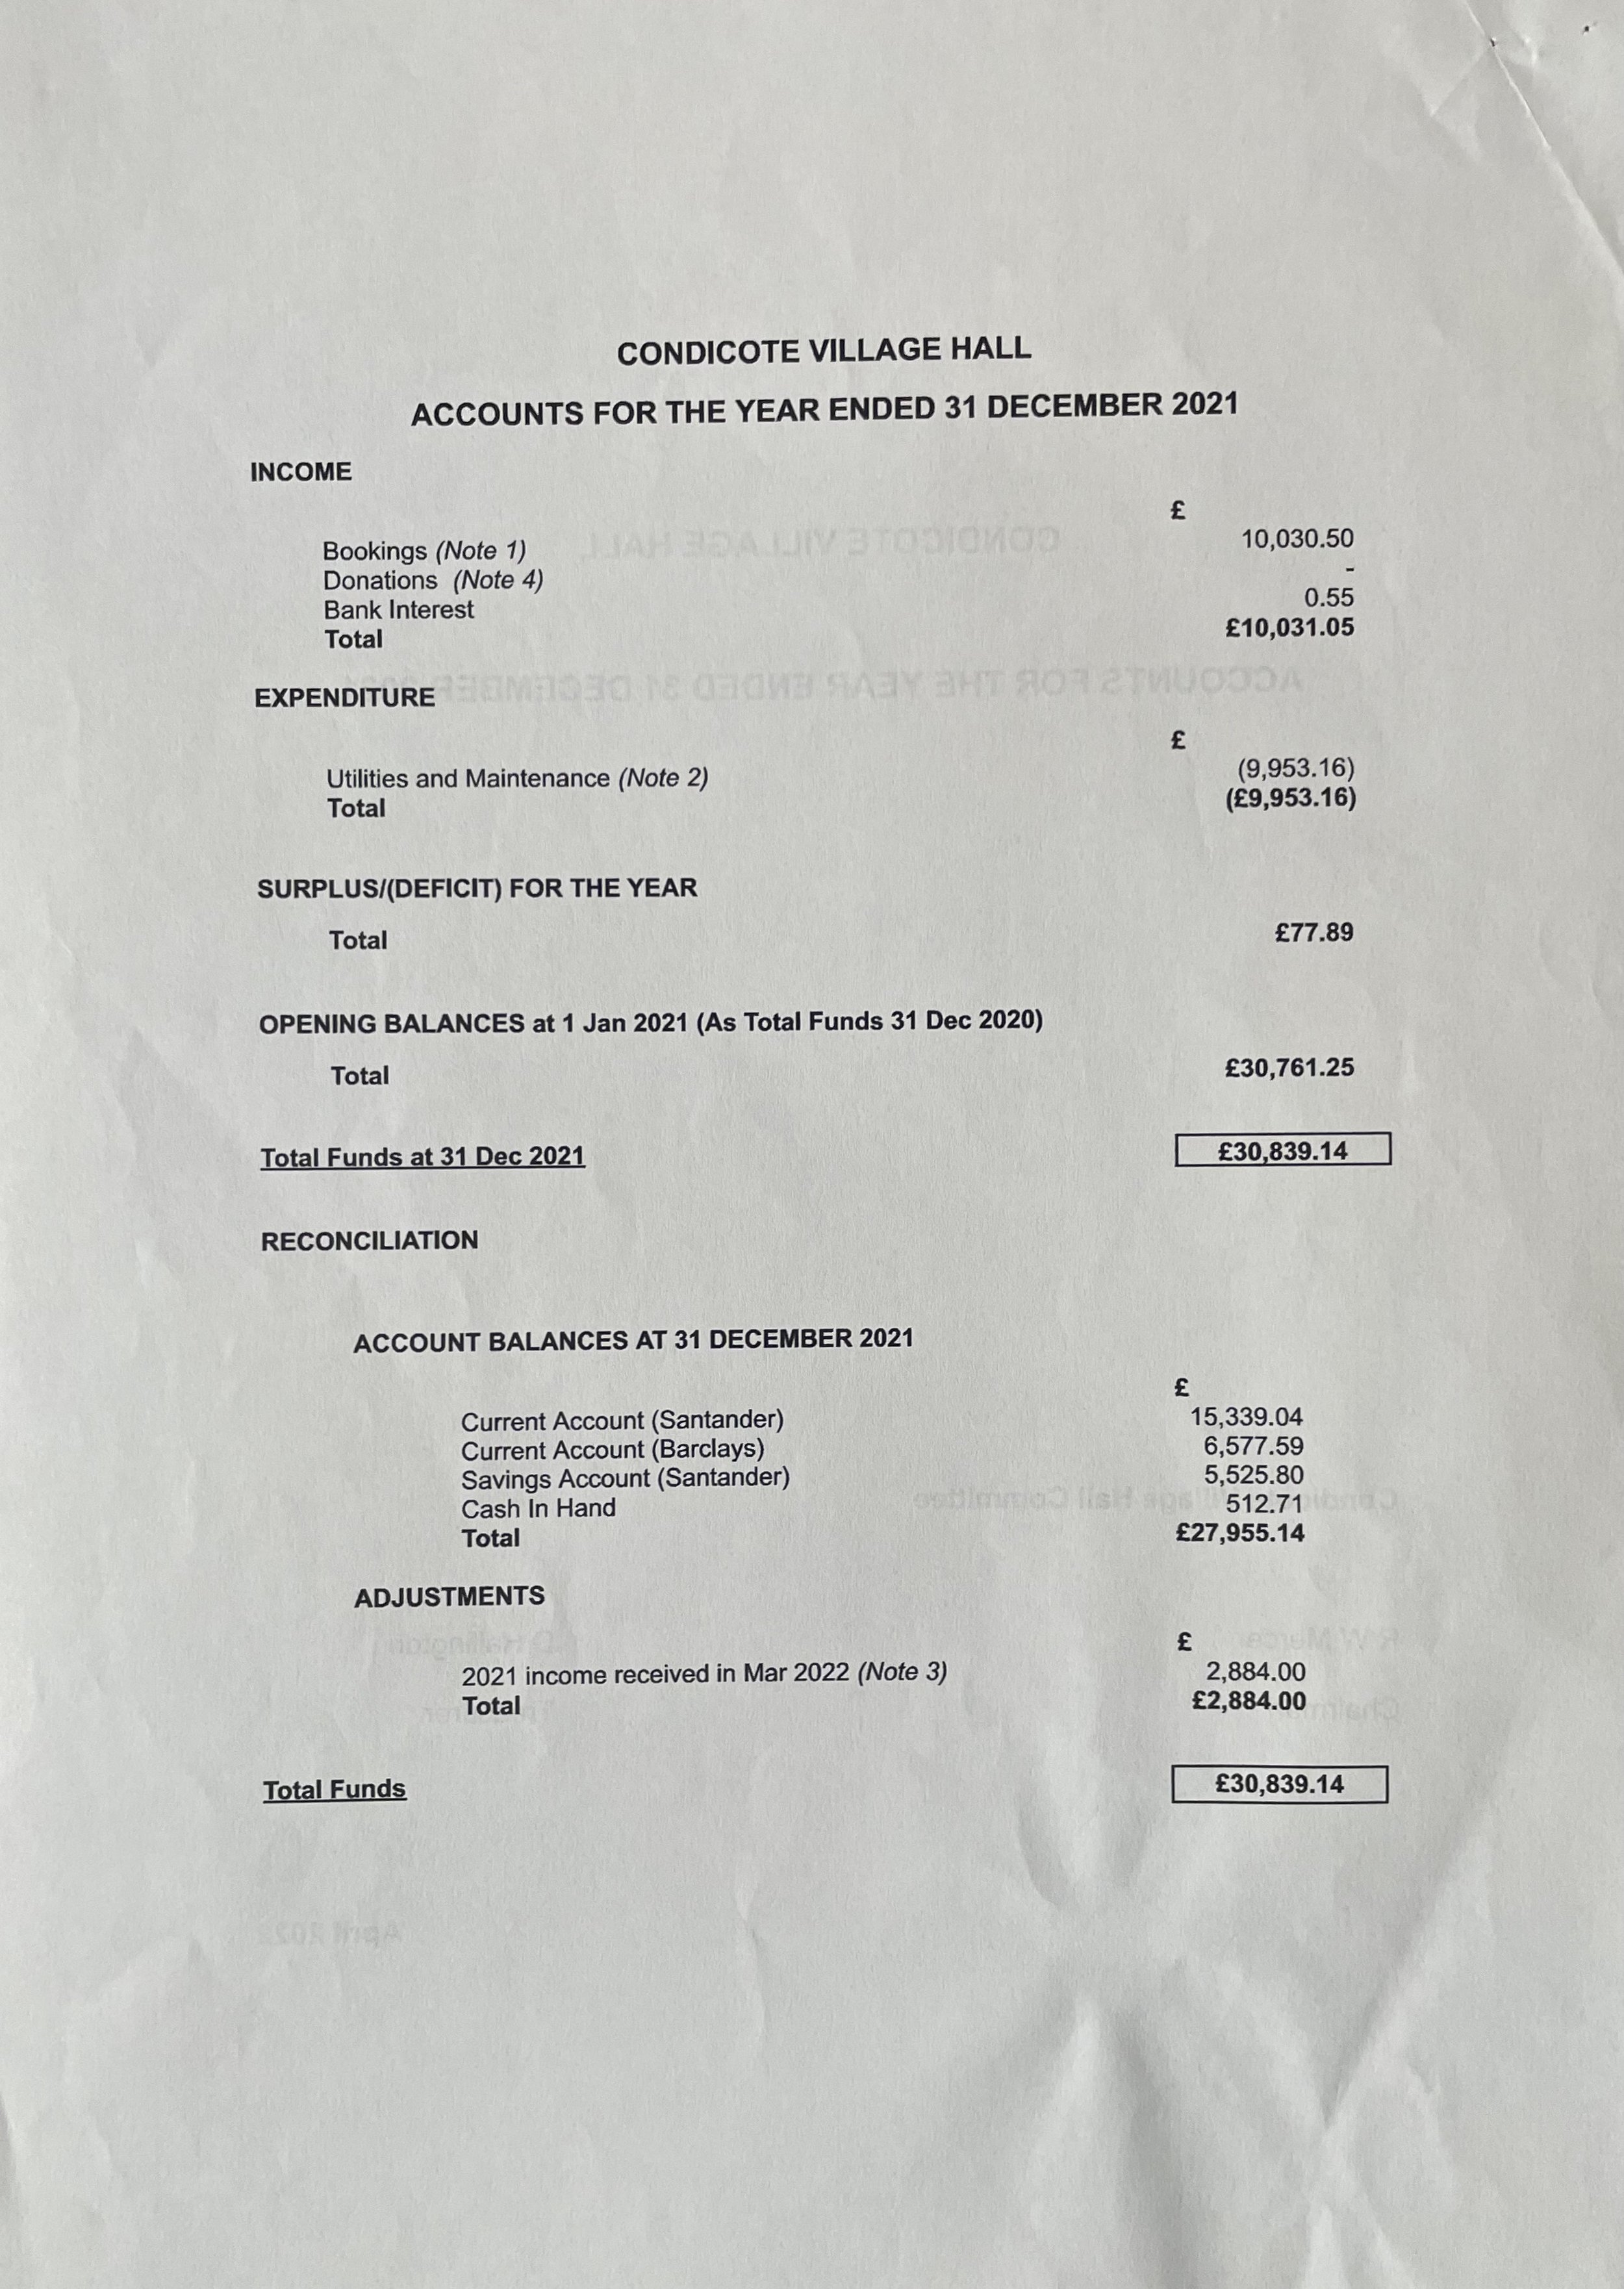 CONDICOTE VILLAGE HALL
ACCOUNTS FOR THE YEAR ENDED 31 DECEMBER 2021
INCOME
£
Bookings (Note 1) 10,030.50
Donations (Note 4) -
Bank Interest 0.55
Total £10,031.05
EXPENDITURE
£
Utilities and Maintenance (Note 2) (9,953.16)
Total (£9,953.16)
SURPLUS/(DEFICIT) FOR THE YEAR
Total £77.89
OPENING BALANCES at 1 Jan 2021 (As Total Funds 31 Dec 2020)
Total £30,761.25
Total Funds at 31 Dec 2021 £30,839.14
RECONCILIATION
ACCOUNT BALANCES AT 31 DECEMBER 2021
£
Current Account (Santander) 15,339.04
Current Account (Barclays) 6,577.59
Savings Account (Santander) 5,525.80
Cash In Hand 512.71
Total £27,955.14
ADJUSTMENTS
£
2021 income received in Mar 2022 (Note 3) 2,884.00
Total £2,884.00
Total Funds £30,839.14